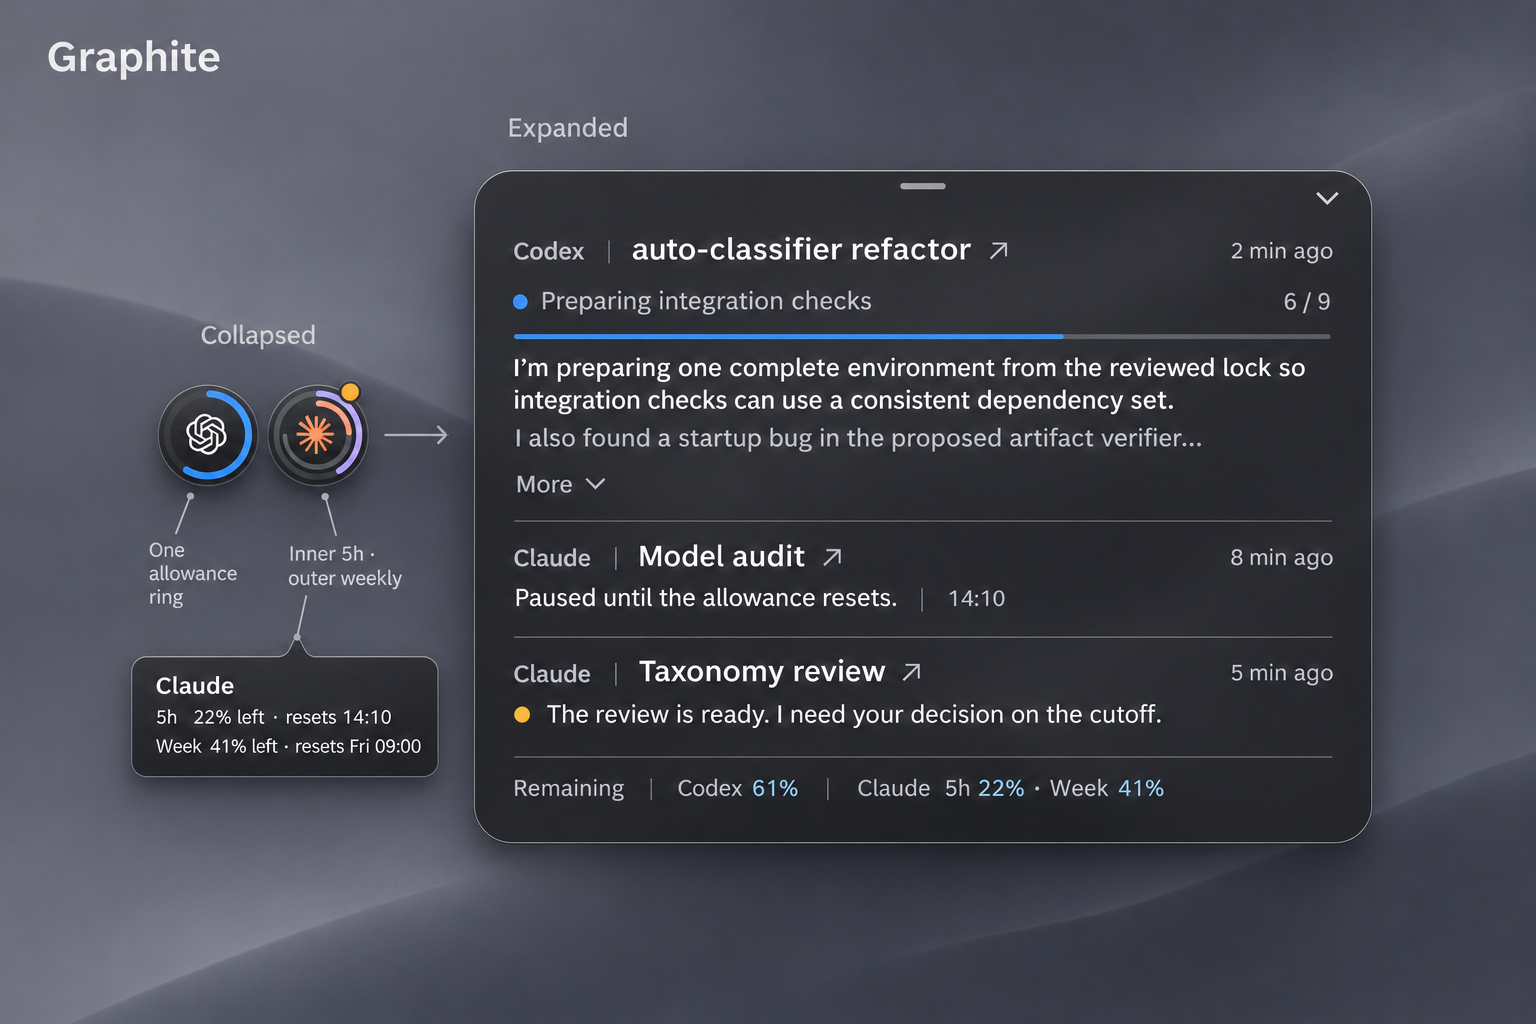 Graphite
Expanded
Collapsed
One
allowance
ring
Inner 5h ·
outer weekly
Claude
5h 22% left · resets 14:10
Week 41% left · resets Fri 09:00
Codex | auto-classifier refactor ↗ 2 min ago
Preparing integration checks 6 / 9
I’m preparing one complete environment from the reviewed lock so
integration checks can use a consistent dependency set.
I also found a startup bug in the proposed artifact verifier...
More
Claude | Model audit ↗ 8 min ago
Paused until the allowance resets. | 14:10
Claude | Taxonomy review ↗ 5 min ago
The review is ready. I need your decision on the cutoff.
Remaining | Codex 61% | Claude 5h 22% · Week 41%